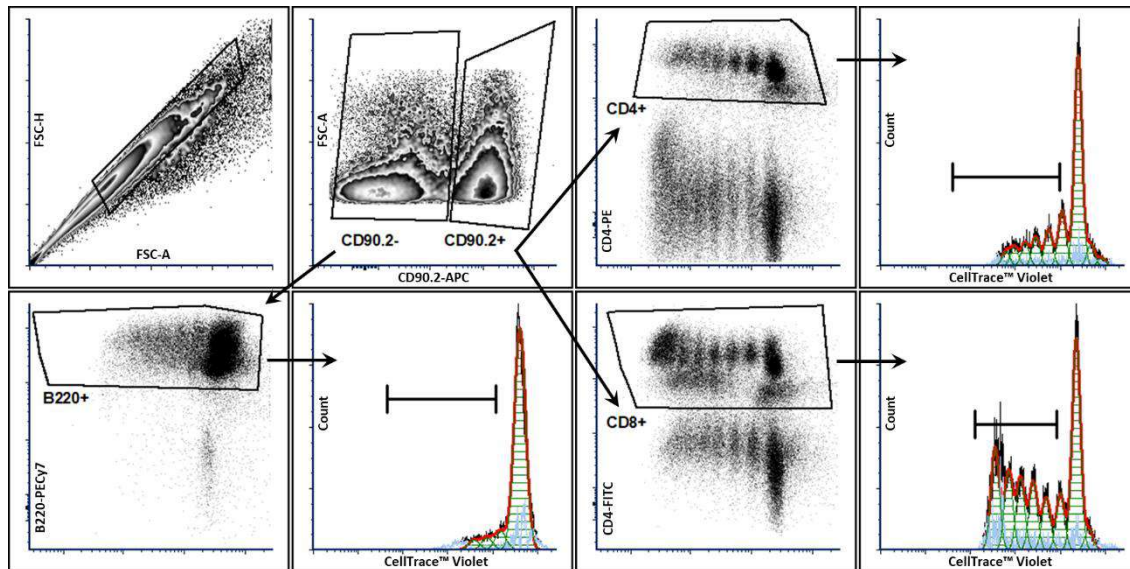 FSC-H
FSC-A
FSC-A
CD90.2-
CD90.2+
CD90.2-APC
CD4+
CD4-PE
Count
CellTrace™ Violet
B220+
B220-PECy7
Count
CellTrace™ Violet
CD8+
CD4-FITC
Count
CellTrace™ Violet